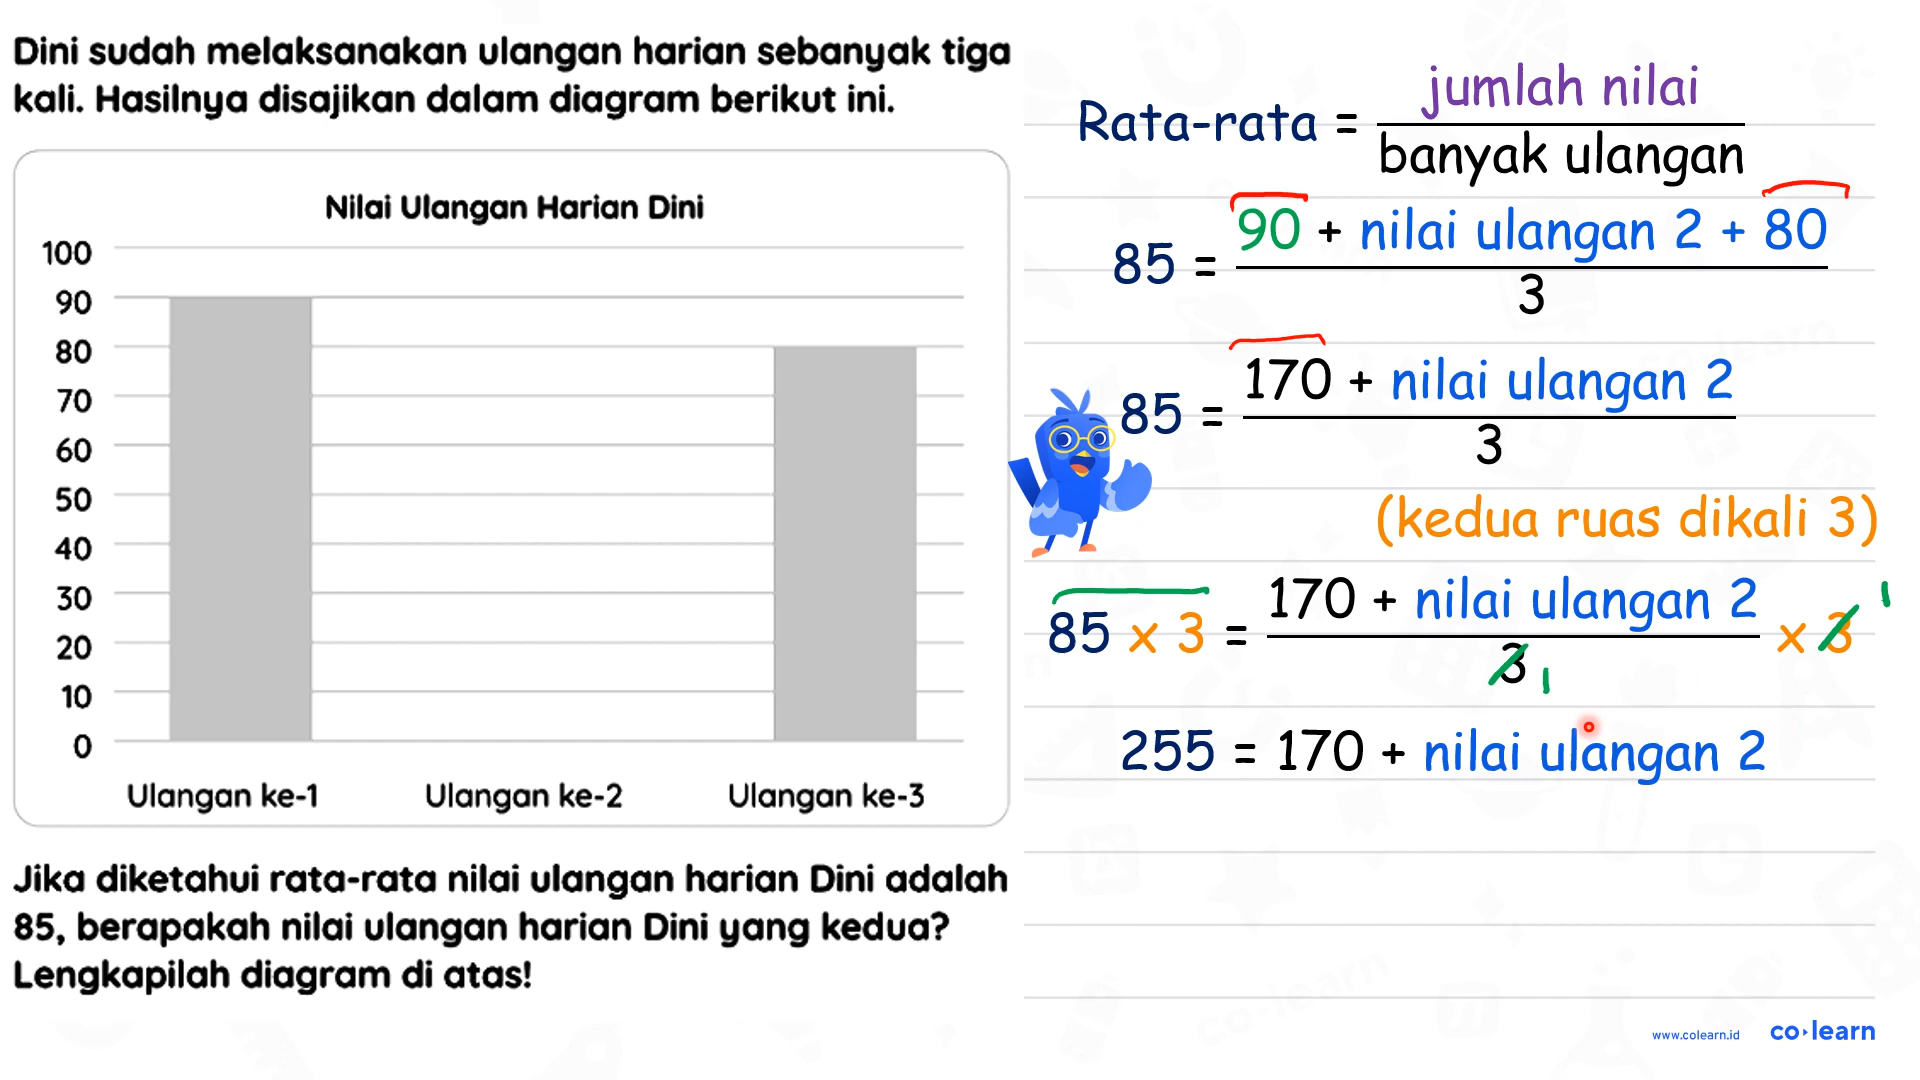 Dini sudah melaksanakan ulangan harian sebanyak tiga
kali. Hasilnya disajikan dalam diagram berikut ini.
Nilai Ulangan Harian Dini
100
90
80
70
60
50
40
30
20
10
0
Ulangan ke-1 Ulangan ke-2 Ulangan ke-3
Jika diketahui rata-rata nilai ulangan harian Dini adalah
85, berapakah nilai ulangan harian Dini yang kedua?
Lengkapilah diagram di atas!
jumlah nilai
Rata-rata =
banyak ulangan
90 + nilai ulangan 2 + 80
85 =
3
170 + nilai ulangan 2
85 =
3
(kedua ruas dikali 3)
170 + nilai ulangan 2 1
85 x 3 = x 3
3 1
255 = 170 + nilai ulangan 2
www.colearn.id co·learn